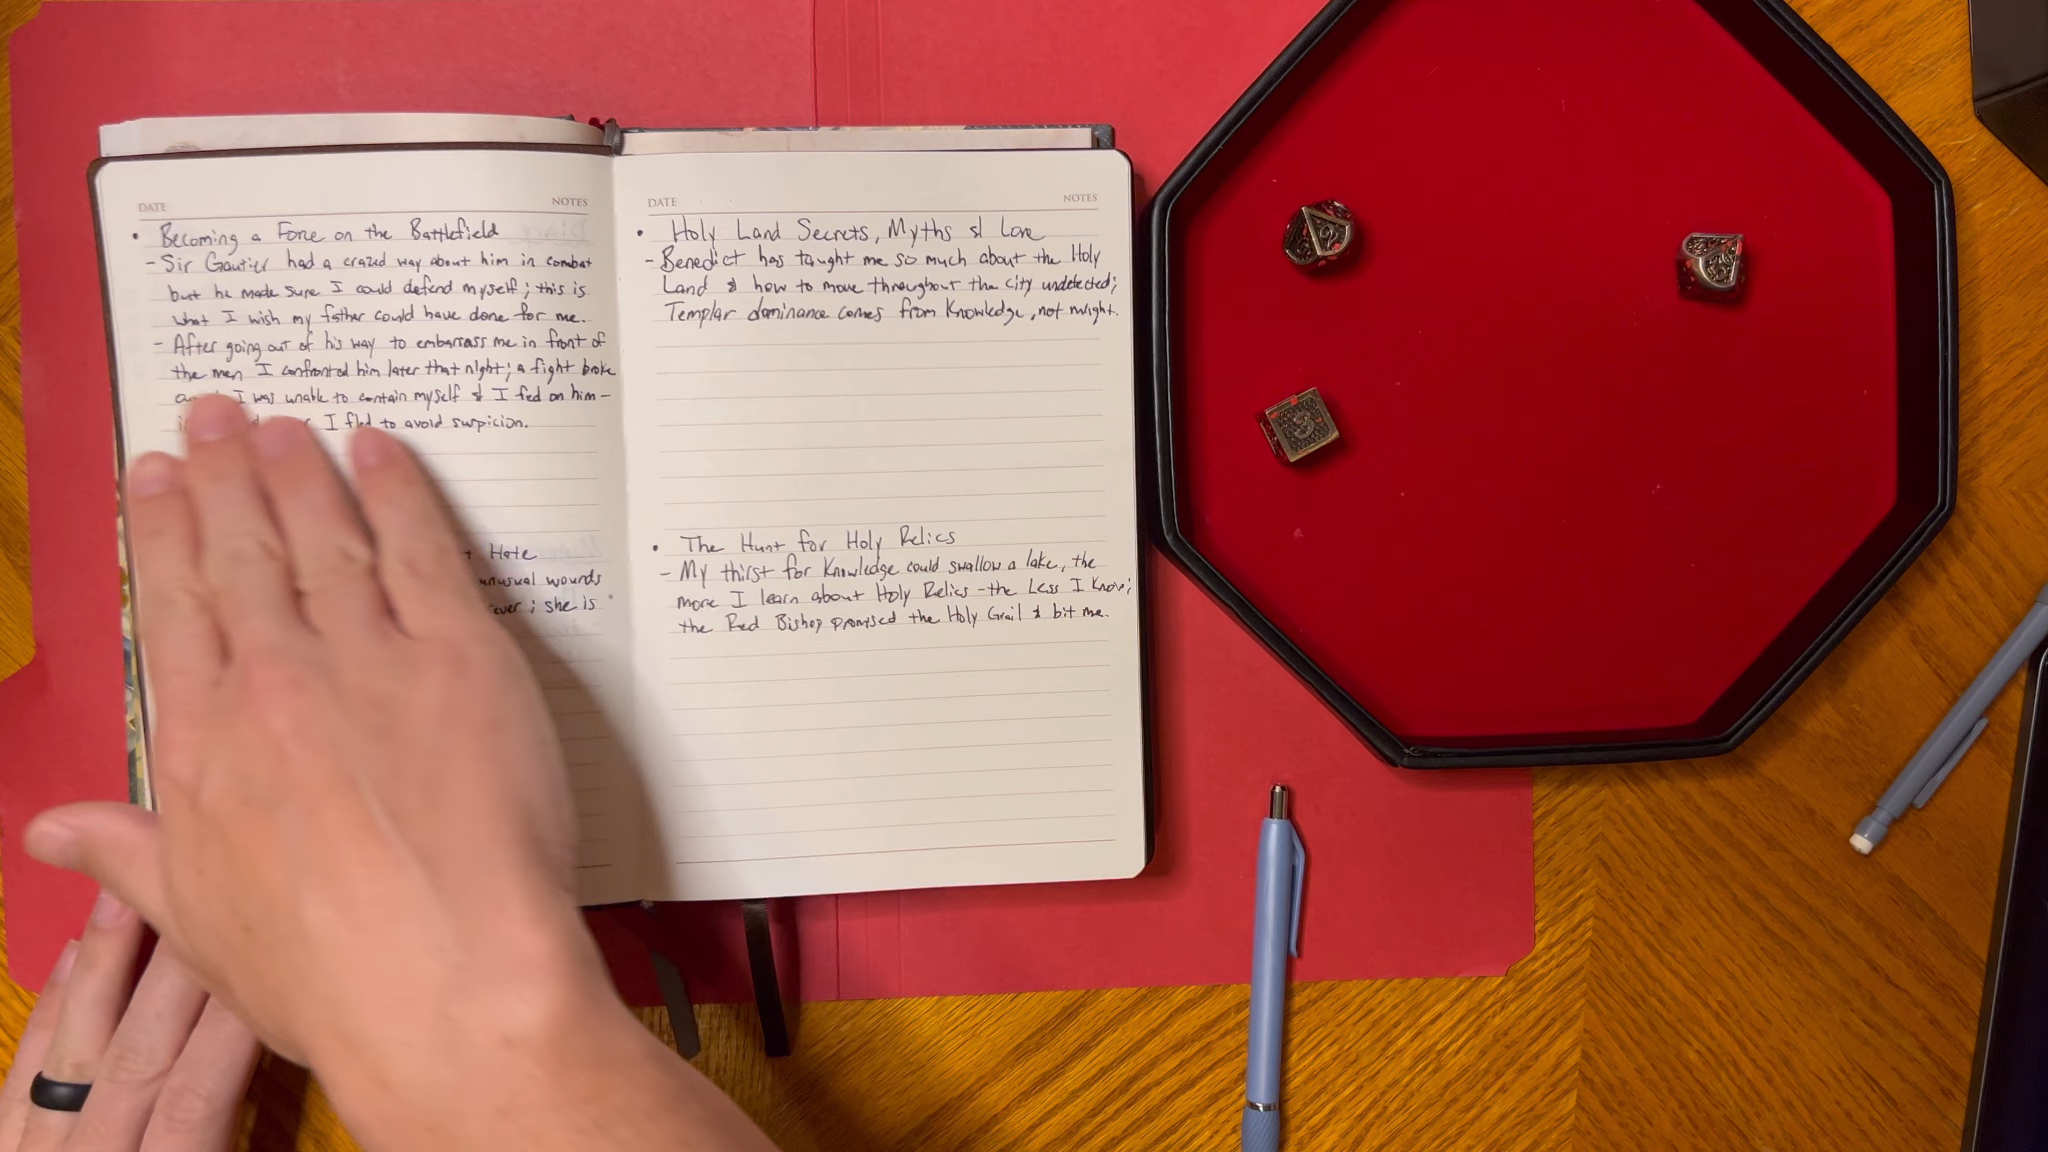 DATE NOTES
• Becoming a Force on the Battlefield
- Sir Gautier had a crazed way about him in combat
but he made sure I could defend myself; this is
what I wish my father could have done for me.
- After going out of his way to embarrass me in front of
the men I confronted him later that night; a fight broke
I was unable to contain myself & I fed on him -
I fled to avoid suspicion.
Hate
unusual wounds
; she is
DATE NOTES
• Holy Land Secrets, Myths & Lore
- Benedict has taught me so much about the Holy
Land & how to move throughout the city undetected;
Templar dominance comes from Knowledge, not might.
• The Hunt for Holy Relics
- My thirst for Knowledge could swallow a lake, the
more I learn about Holy Relics - the Less I Know;
the Red Bishop promised the Holy Grail & bit me.